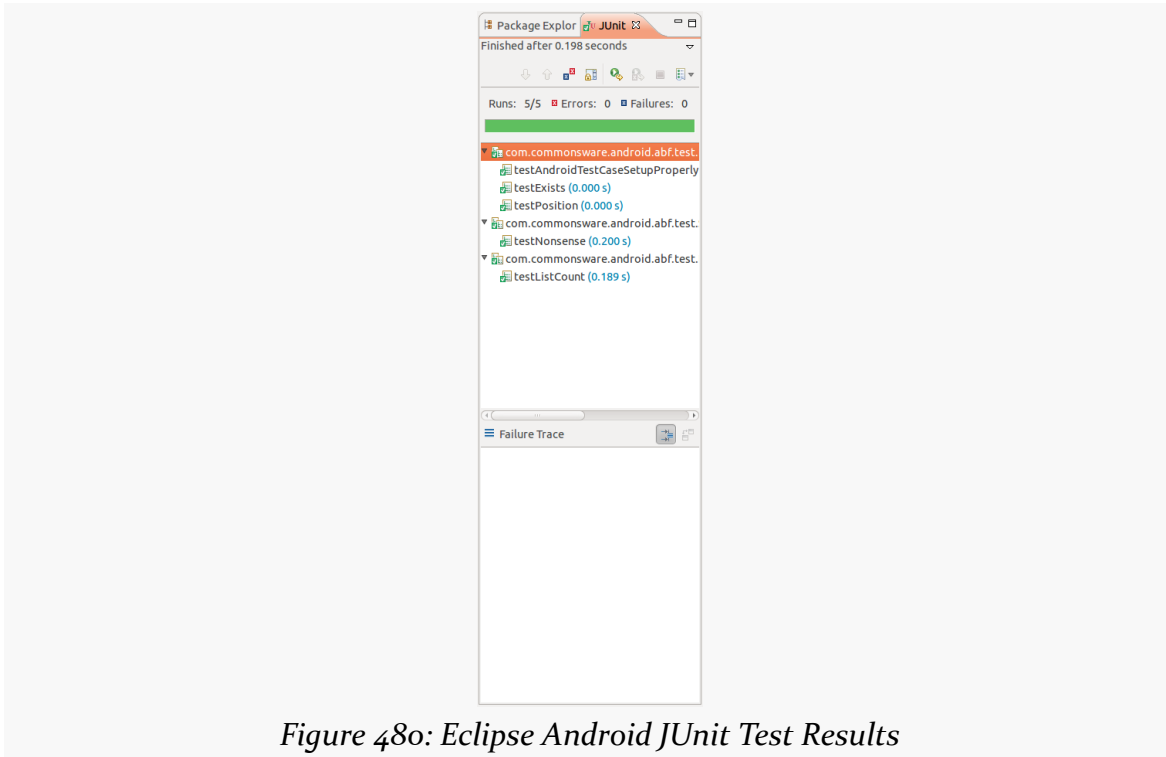 Package Explor JUnit
Finished after 0.198 seconds
Runs: 5/5 Errors: 0 Failures: 0
com.commonsware.android.abf.test.
testAndroidTestCaseSetupProperly
testExists (0.000 s)
testPosition (0.000 s)
com.commonsware.android.abf.test.
testNonsense (0.200 s)
com.commonsware.android.abf.test.
testListCount (0.189 s)
Failure Trace
Figure 480: Eclipse Android JUnit Test Results